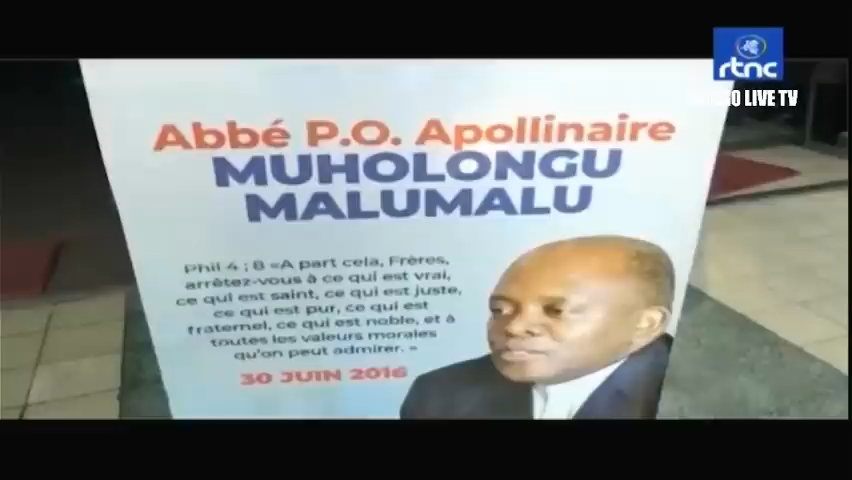 rtnc
LIVE TV
Abbé P.O. Apollinaire
MUHOLONGU
MALUMALU
Phil 4 ; 8 «A part cela, Frères,
arrêtez-vous à ce qui est vrai,
ce qui est saint, ce qui est juste,
ce qui est pur, ce qui est
fraternel, ce qui est noble, et à
toutes les valeurs morales
qu'on peut admirer. »
30 JUIN 2016